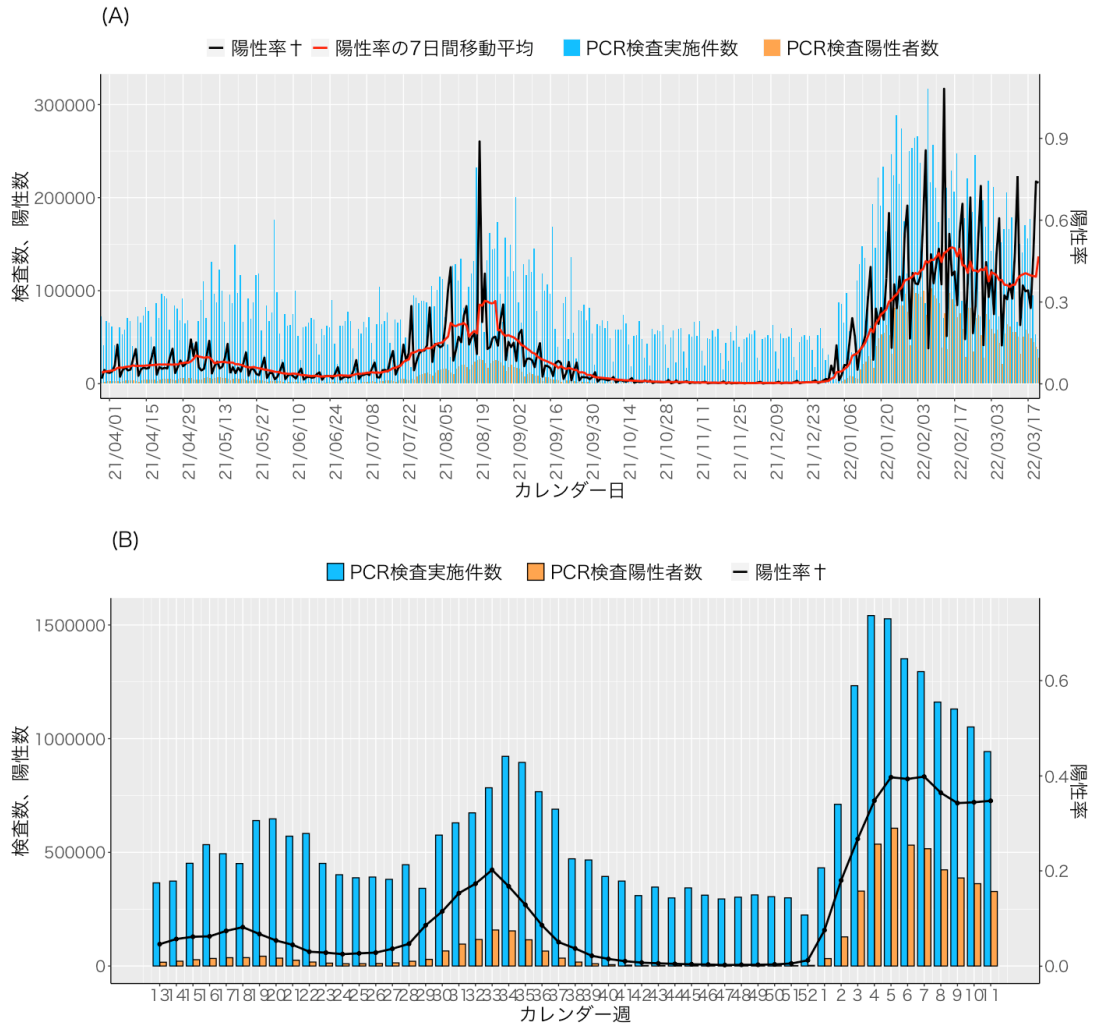 (A)
陽性率† 陽性率の7日間移動平均 PCR検査実施件数 PCR検査陽性者数
300000
200000
100000
0
検査数、陽性数
0.9
0.6
0.3
0.0
陽性率
21/04/01 21/04/15 21/04/29 21/05/13 21/05/27 21/06/10 21/06/24 21/07/08 21/07/22 21/08/05 21/08/19 21/09/02 21/09/16 21/09/30 21/10/14 21/10/28 21/11/11 21/11/25 21/12/09 21/12/23 22/01/06 22/01/20 22/02/03 22/02/17 22/03/03 22/03/17
カレンダー日
(B)
PCR検査実施件数 PCR検査陽性者数 陽性率†
1500000
1000000
500000
0
検査数、陽性数
0.6
0.4
0.2
0.0
陽性率
13 14 15 16 17 18 19 20 21 22 23 24 25 26 27 28 29 30 31 32 33 34 35 36 37 38 39 40 41 42 43 44 45 46 47 48 49 50 51 52 1 2 3 4 5 6 7 8 9 10 11
カレンダー週